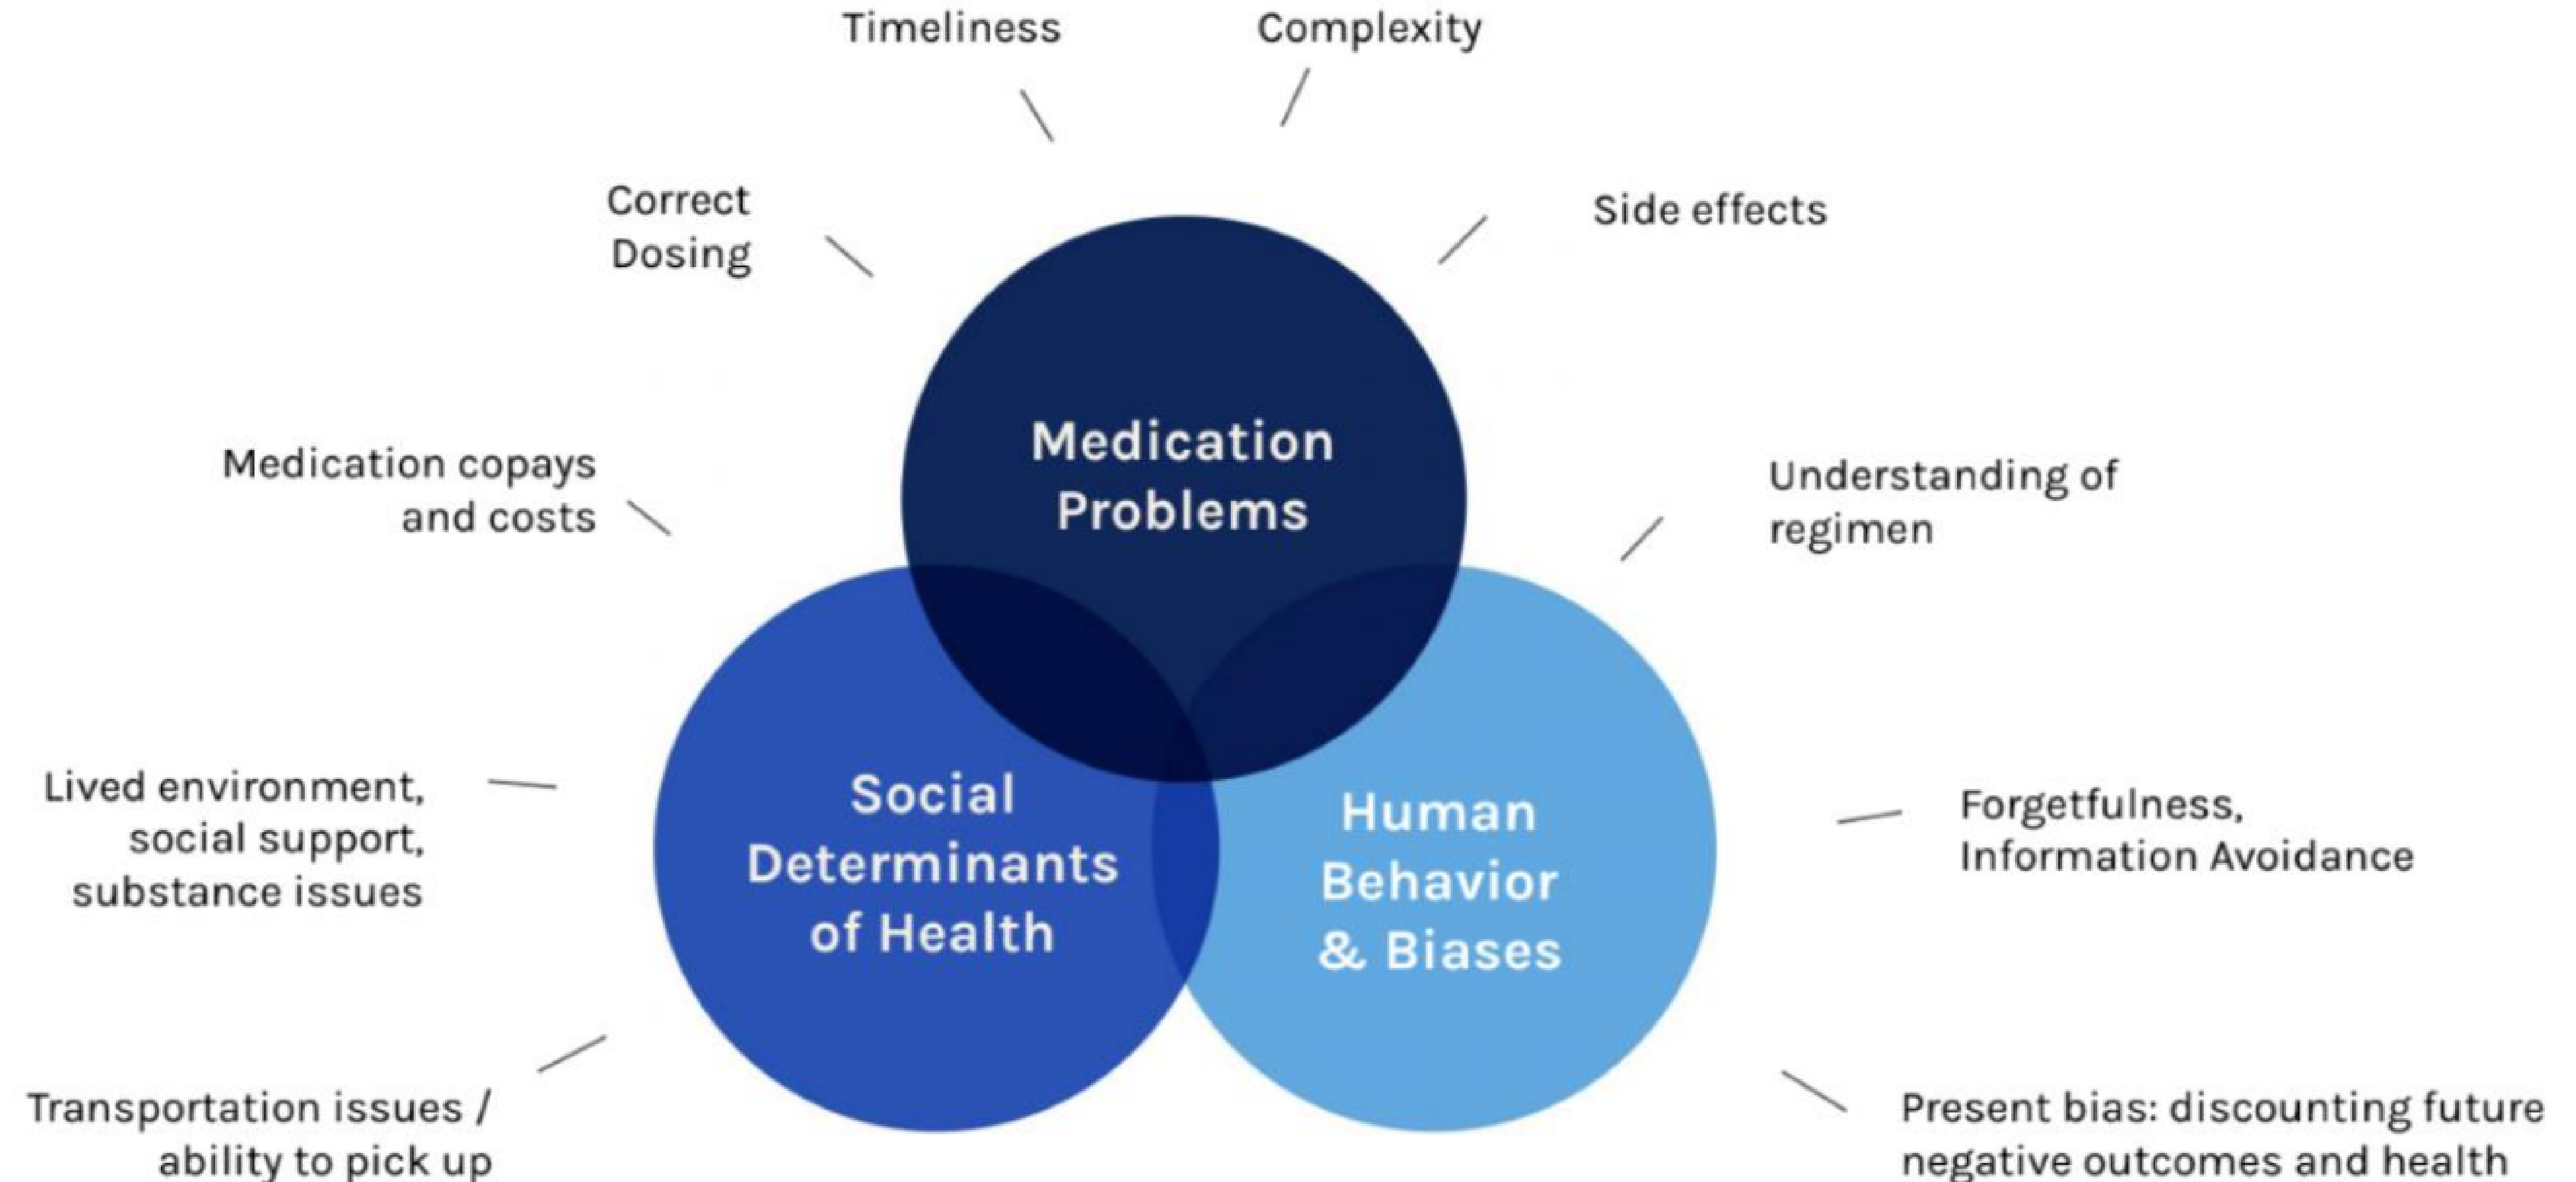 Timeliness
Complexity
Correct
Dosing
Side effects
Medication copays
and costs
Medication
Problems
Understanding of
regimen
Lived environment,
social support,
substance issues
Social
Determinants
of Health
Human
Behavior
& Biases
Forgetfulness,
Information Avoidance
Transportation issues /
ability to pick up
Present bias: discounting future
negative outcomes and health